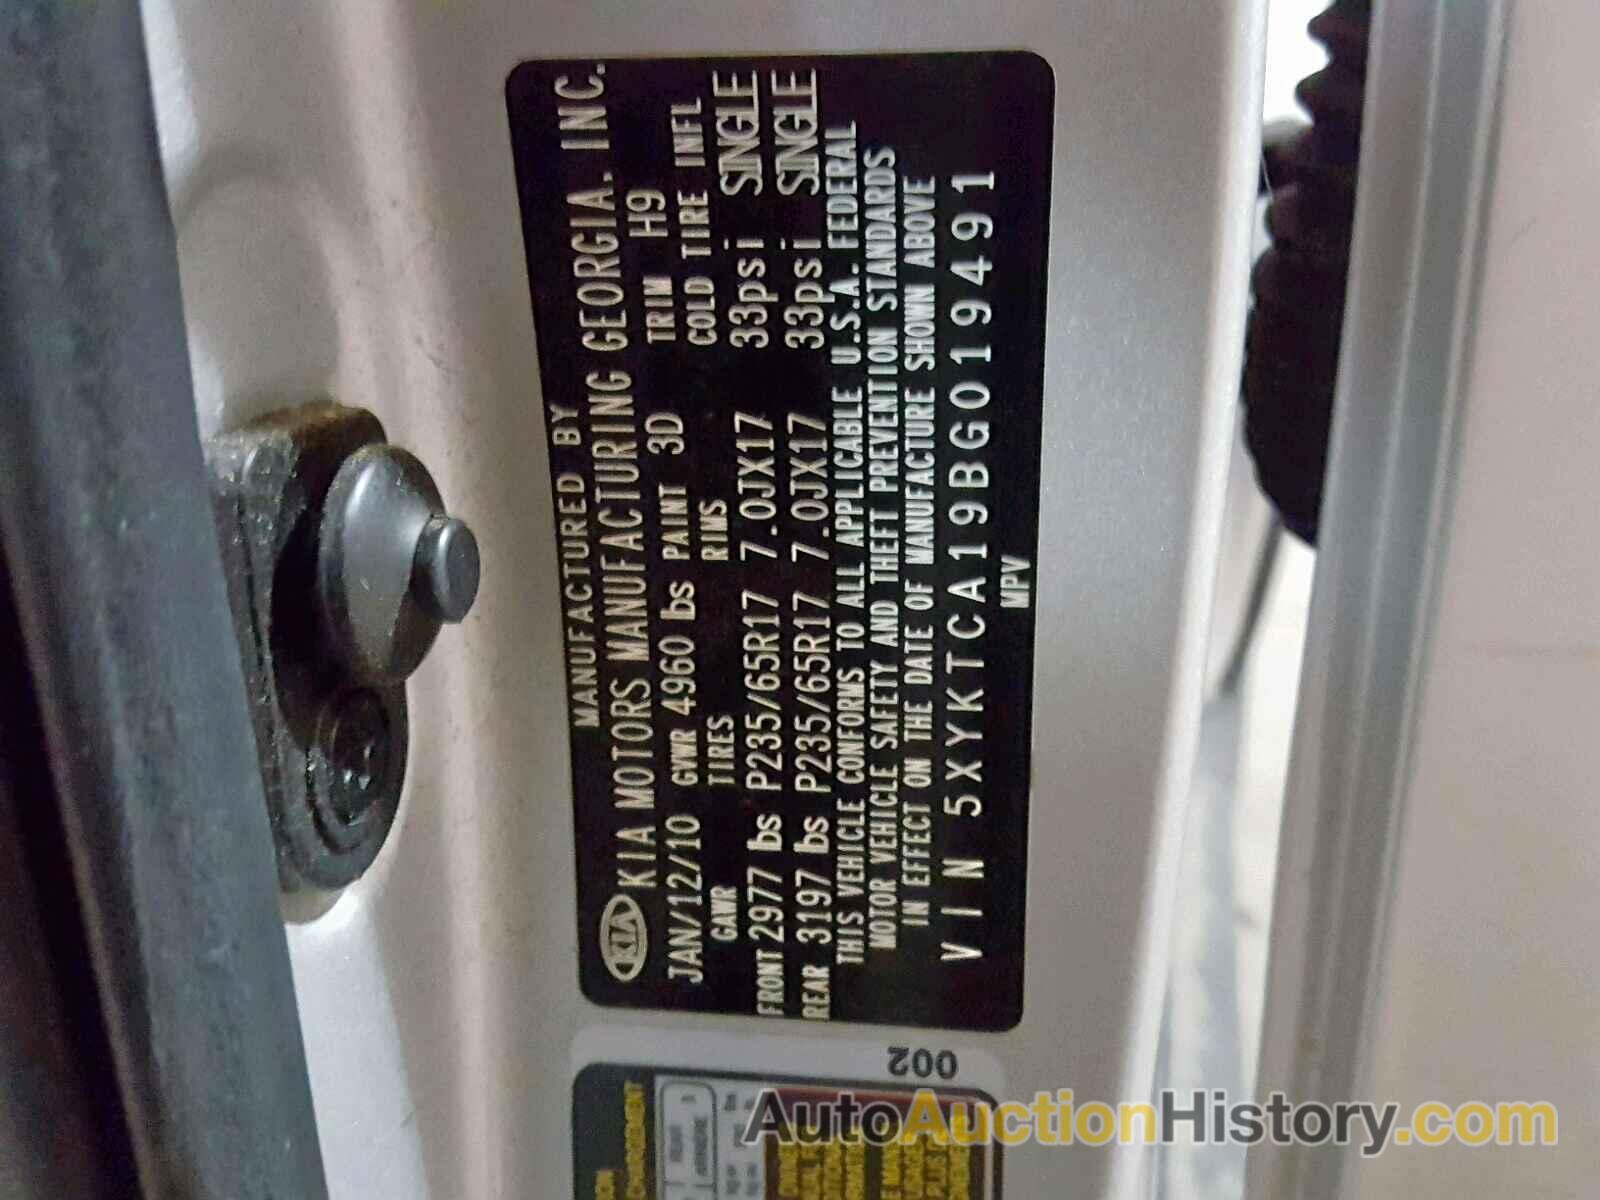 MANUFACTURED BY
KIA KIA MOTORS MANUFACTURING GEORGIA. INC.
JAN/12/10 GVWR 4960 lbs PAINT 3D TRIM H9
GAWR TIRES RIMS COLD TIRE INFL
FRONT 2977 lbs P235/65R17 7.0JX17 33psi SINGLE
REAR 3197 lbs P235/65R17 7.0JX17 33psi SINGLE
THIS VEHICLE CONFORMS TO ALL APPLICABLE U.S.A. FEDERAL
MOTOR VEHICLE SAFETY AND THEFT PREVENTION STANDARDS
IN EFFECT ON THE DATE OF MANUFACTURE SHOWN ABOVE
VIN 5XYKTCA19BG019491
MPV
002
AutoAuctionHistory.com